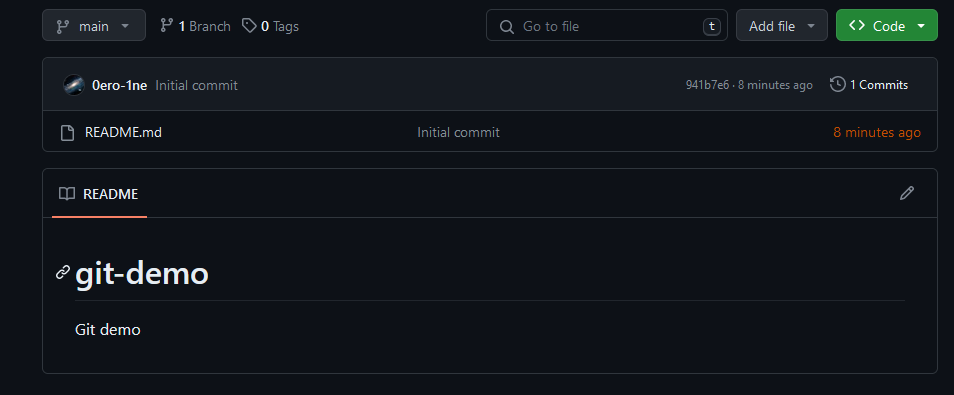 main 1 Branch 0 Tags Go to file t Add file Code
0ero-1ne Initial commit 941b7e6 · 8 minutes ago 1 Commits
README.md Initial commit 8 minutes ago
README
git-demo
Git demo